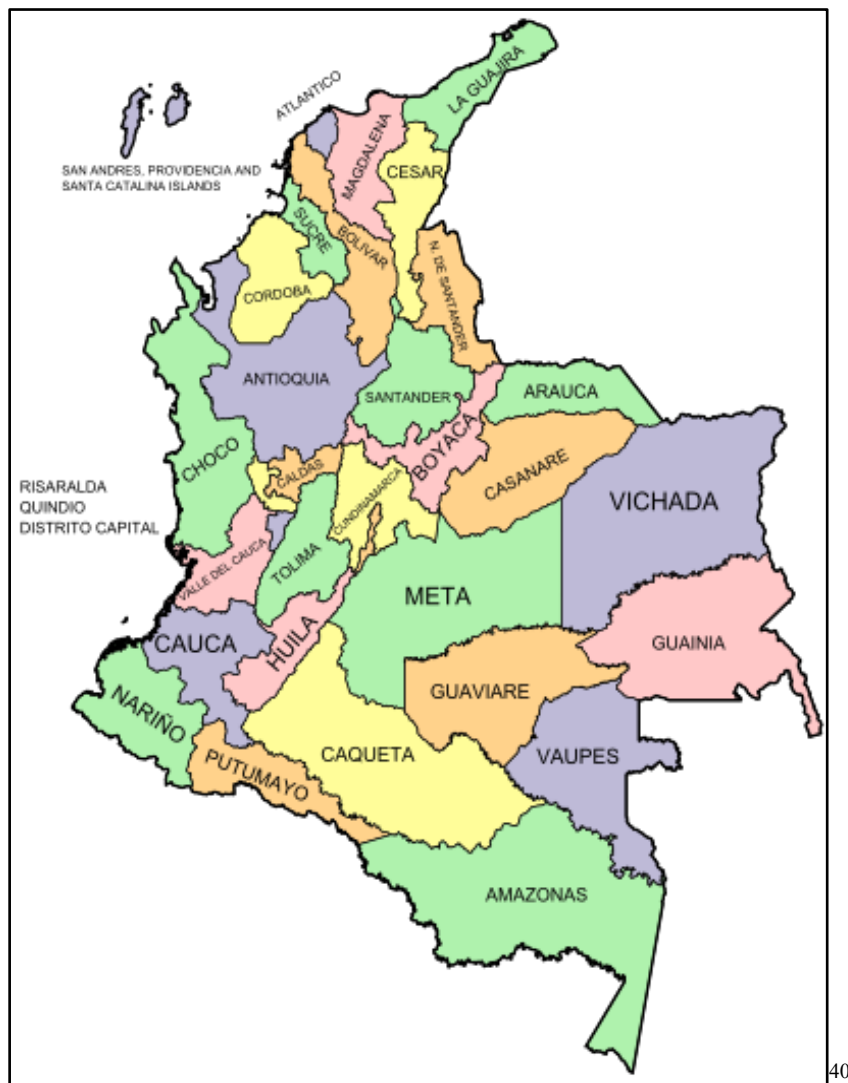 LA GUAJIRA
ATLANTICO
MAGDALENA
CESAR
SAN ANDRES, PROVIDENCIA AND
SANTA CATALINA ISLANDS
SUCRE
BOLIVAR
N. DE SANTANDER
CORDOBA
ANTIOQUIA
SANTANDER
ARAUCA
BOYACA
CHOCO
CALDAS
CUNDINAMARCA
CASANARE
VICHADA
RISARALDA
QUINDIO
DISTRITO CAPITAL
VALLE DEL CAUCA
TOLIMA
META
CAUCA
HUILA
GUAINIA
GUAVIARE
NARIÑO
PUTUMAYO
CAQUETA
VAUPES
AMAZONAS
40